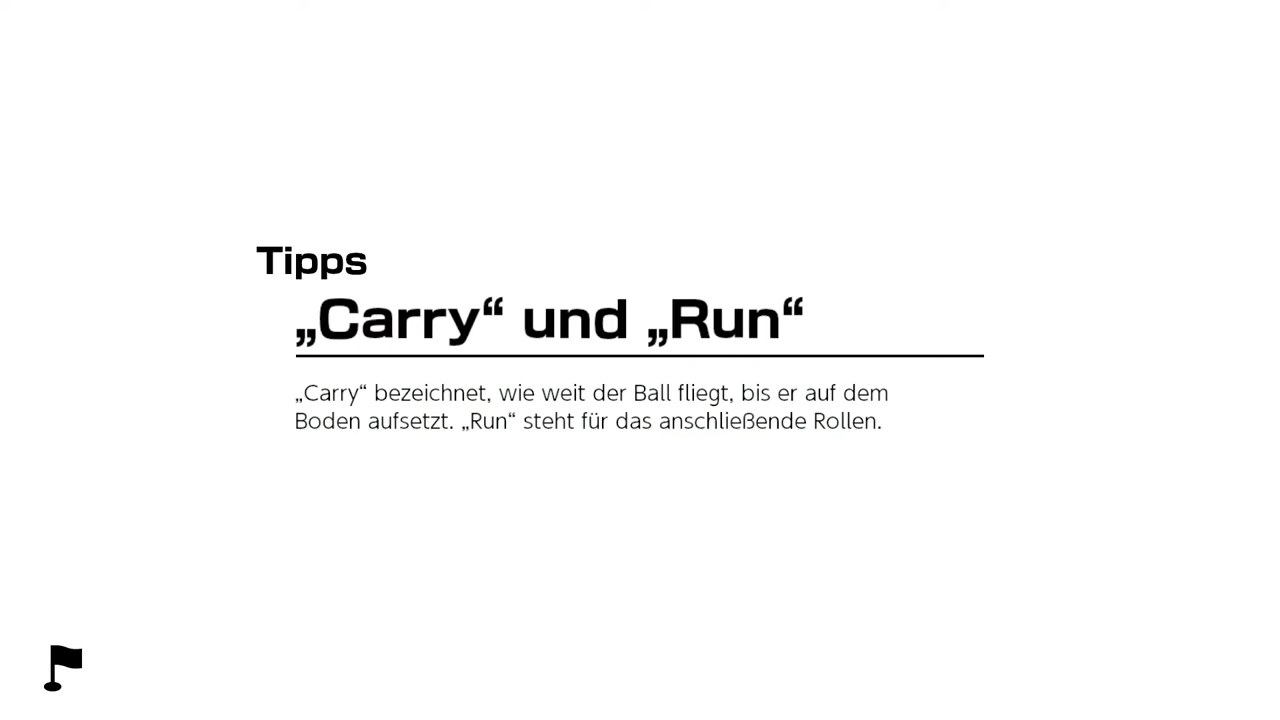 Tipps
„Carry“ und „Run“
„Carry“ bezeichnet, wie weit der Ball fliegt, bis er auf dem
Boden aufsetzt. „Run“ steht für das anschließende Rollen.